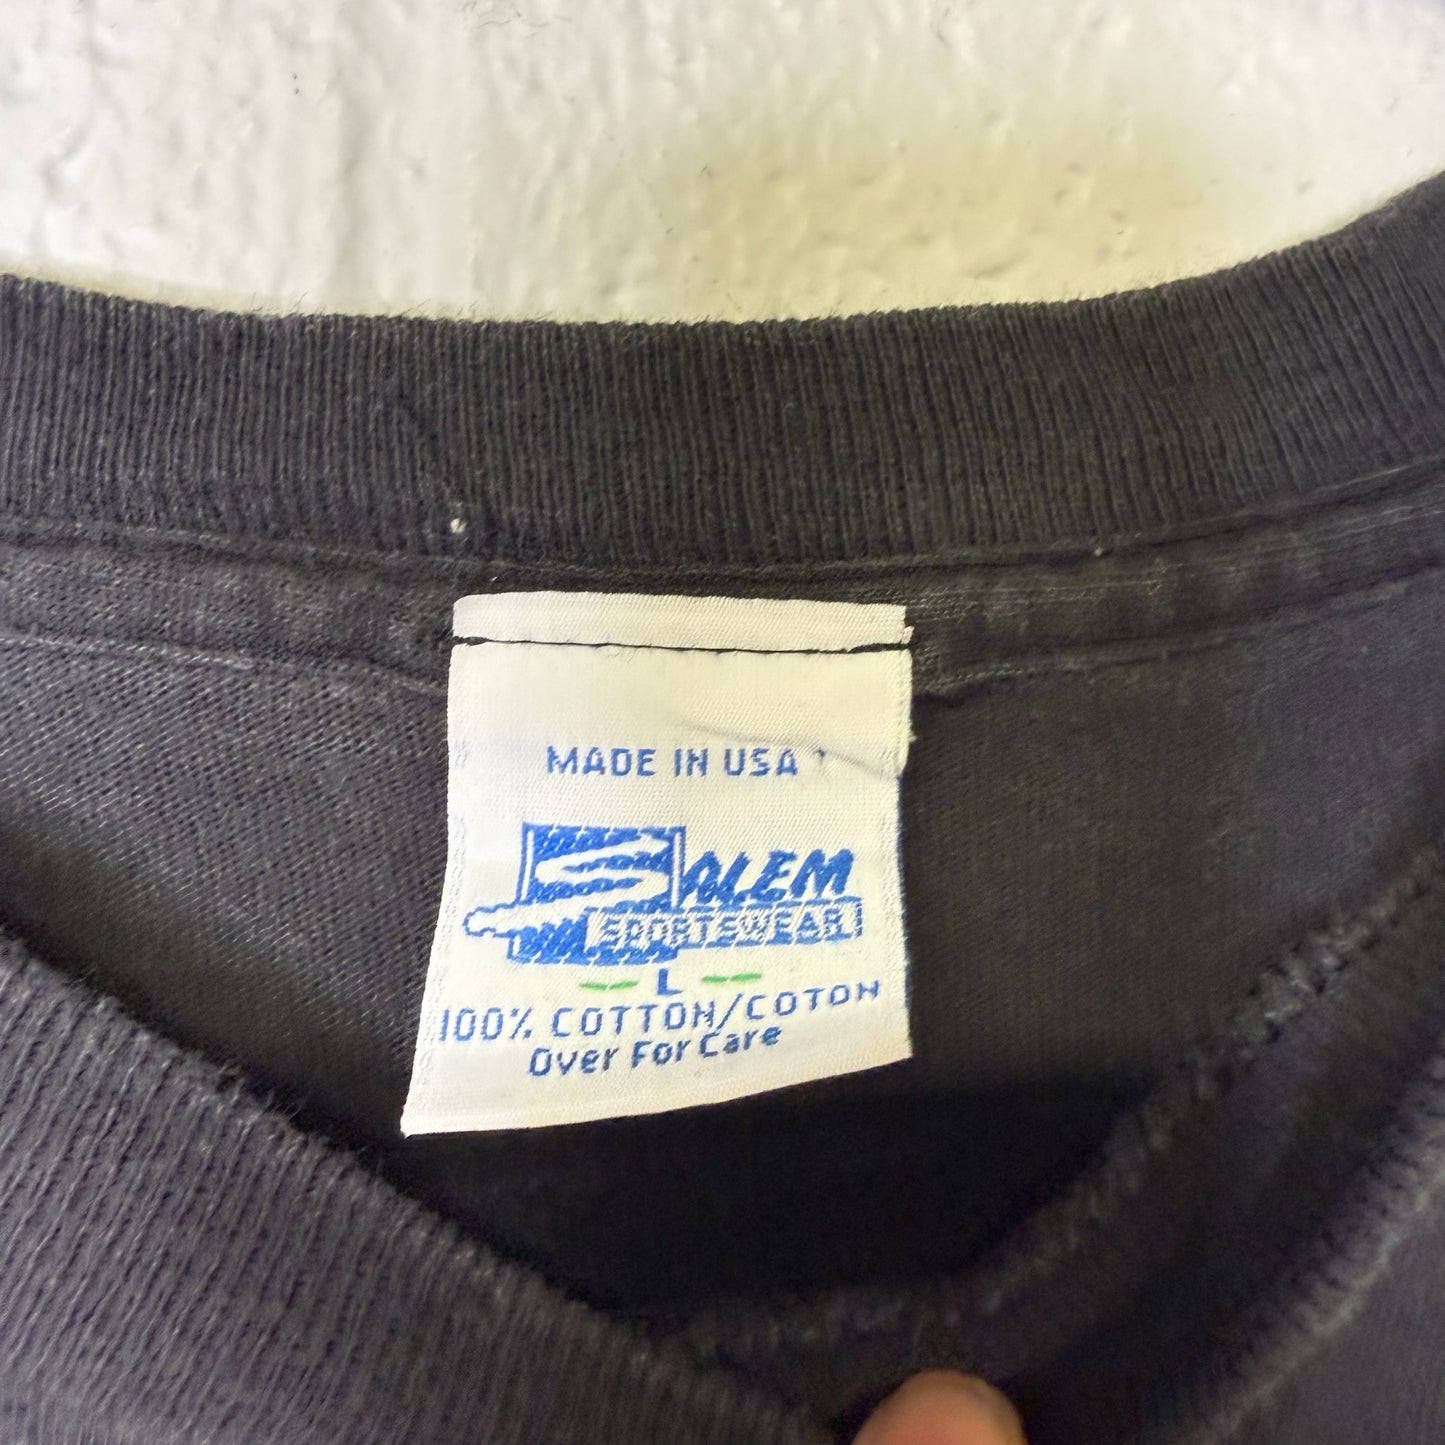 MADE IN USA
SALEM
SPORTSWEAR
L
100% COTTON/COTON
Over For Care